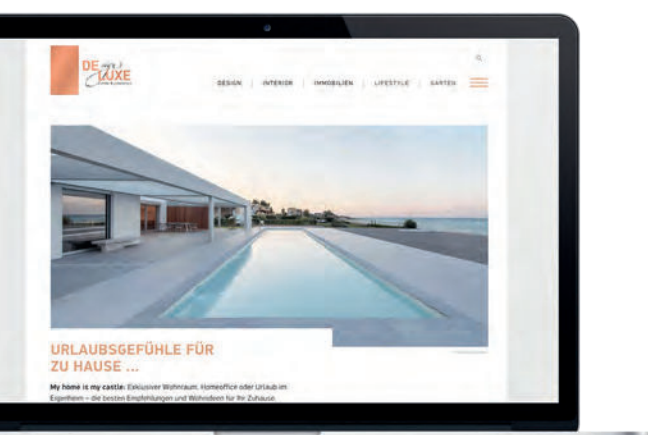 DE
LUXE
DESIGN | INTERIOR | IMMOBILIEN | LIFESTYLE | GARTEN
URLAUBSGEFÜHLE FÜR
ZU HAUSE ...
My home is my castle: Exklusiver Wohnraum, Homeoffice oder Urlaub im
Eigenheim – die besten Empfehlungen und Wohnideen für Ihr Zuhause.